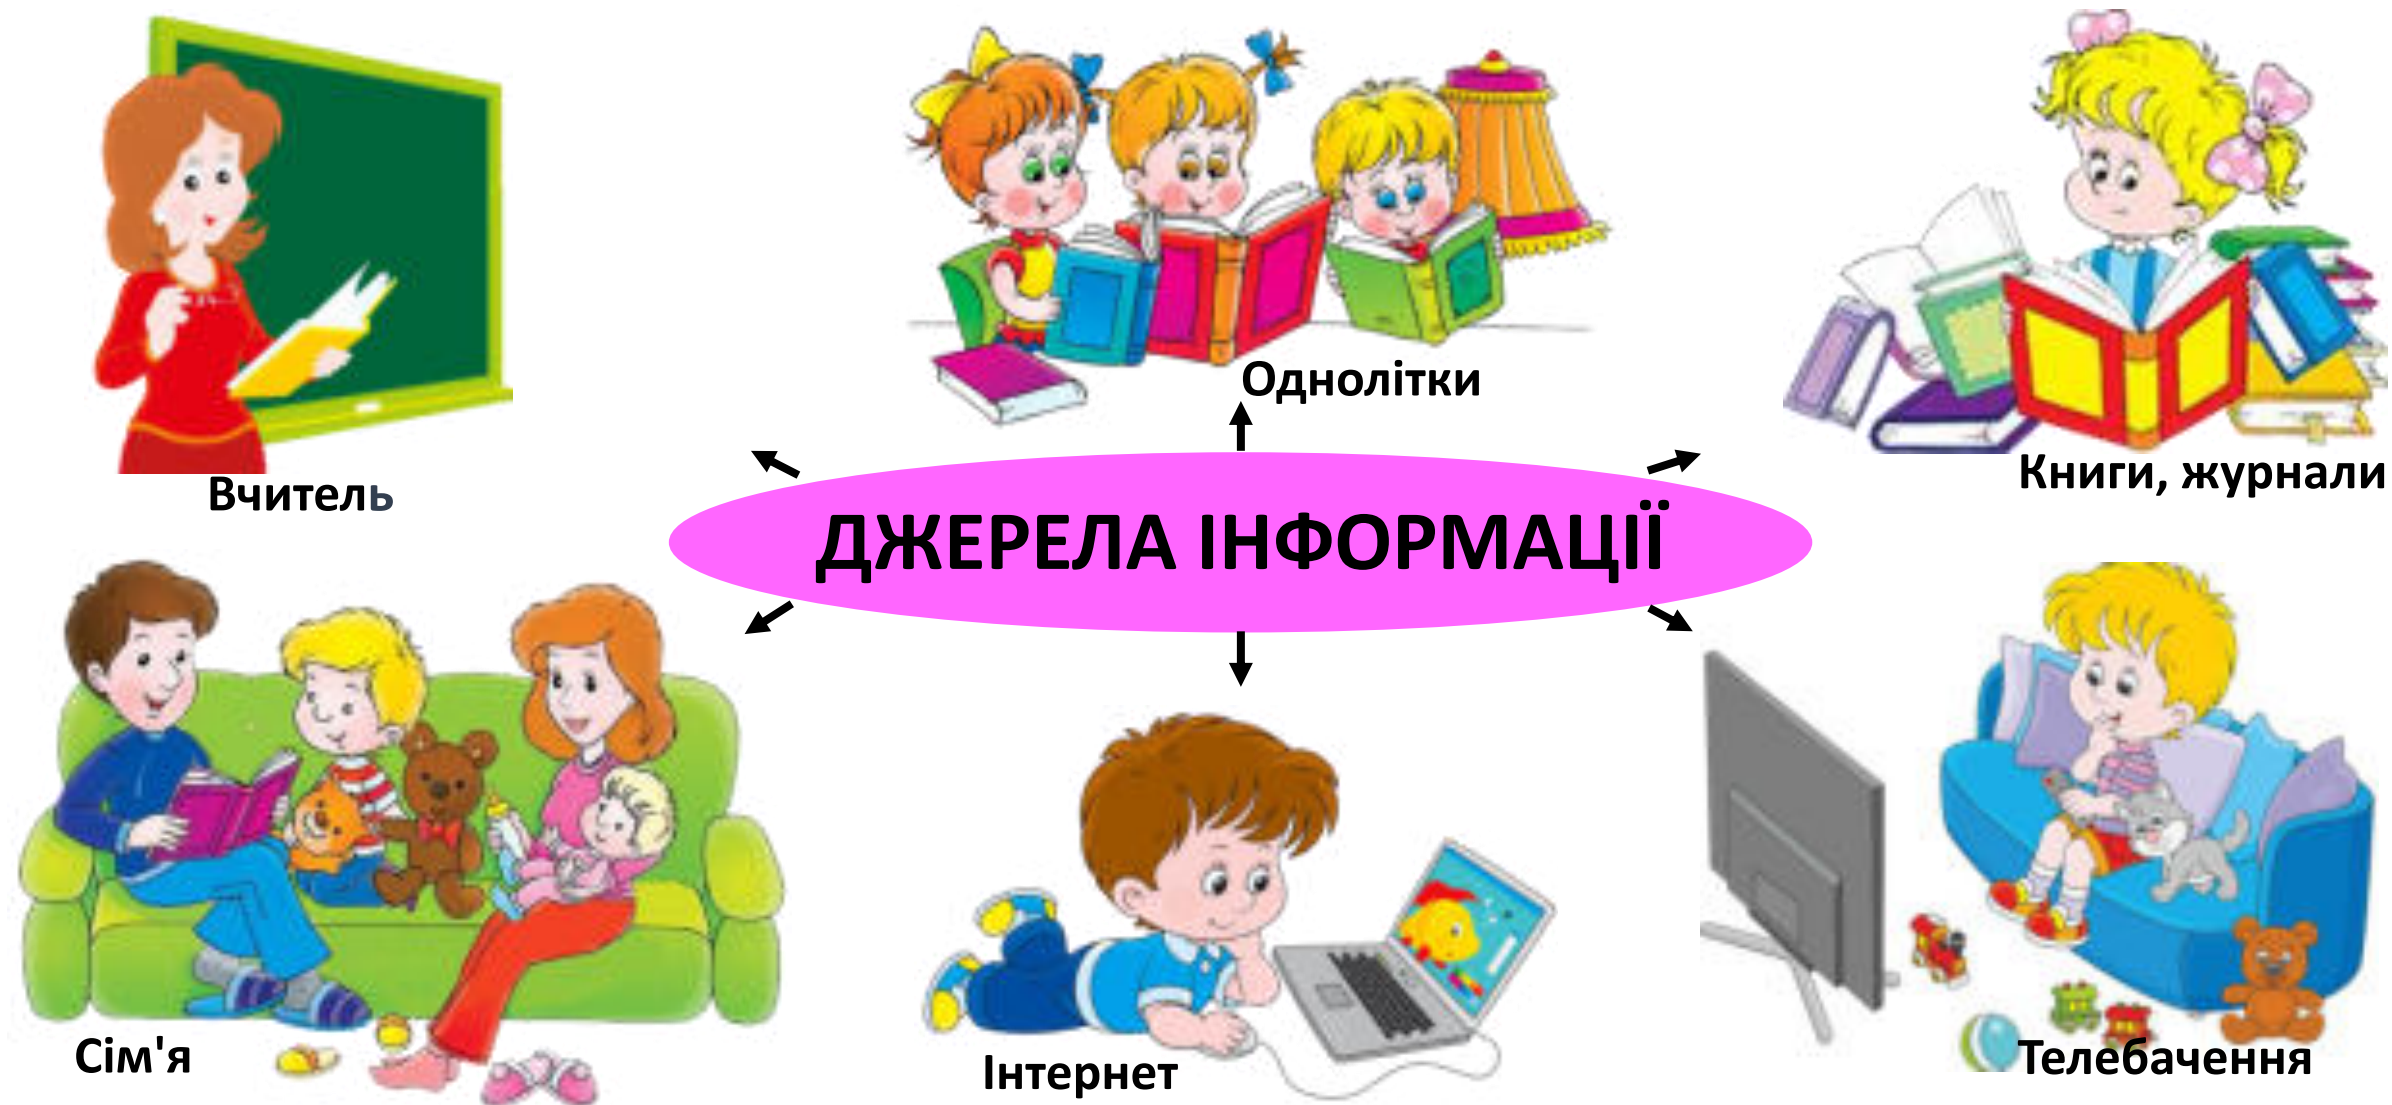 Однолітки
Книги, журнали
Вчитель
ДЖЕРЕЛА ІНФОРМАЦІЇ
Сім'я
Інтернет
Телебачення